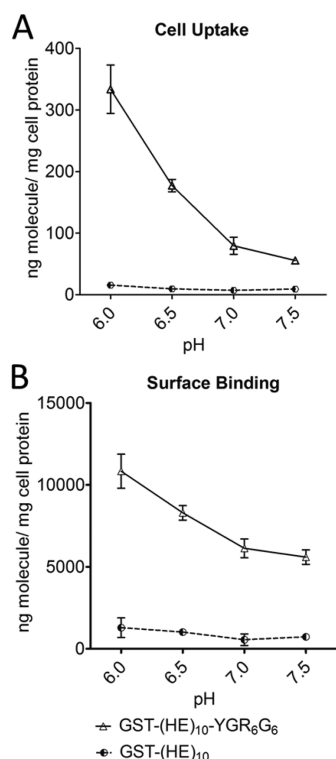 A
Cell Uptake
ng molecule/ mg cell protein
400
300
200
100
0
6.0 6.5 7.0 7.5
pH
B
Surface Binding
ng molecule/ mg cell protein
15000
10000
5000
0
6.0 6.5 7.0 7.5
pH
GST-(HE)₁₀-YGR₆G₆
GST-(HE)₁₀